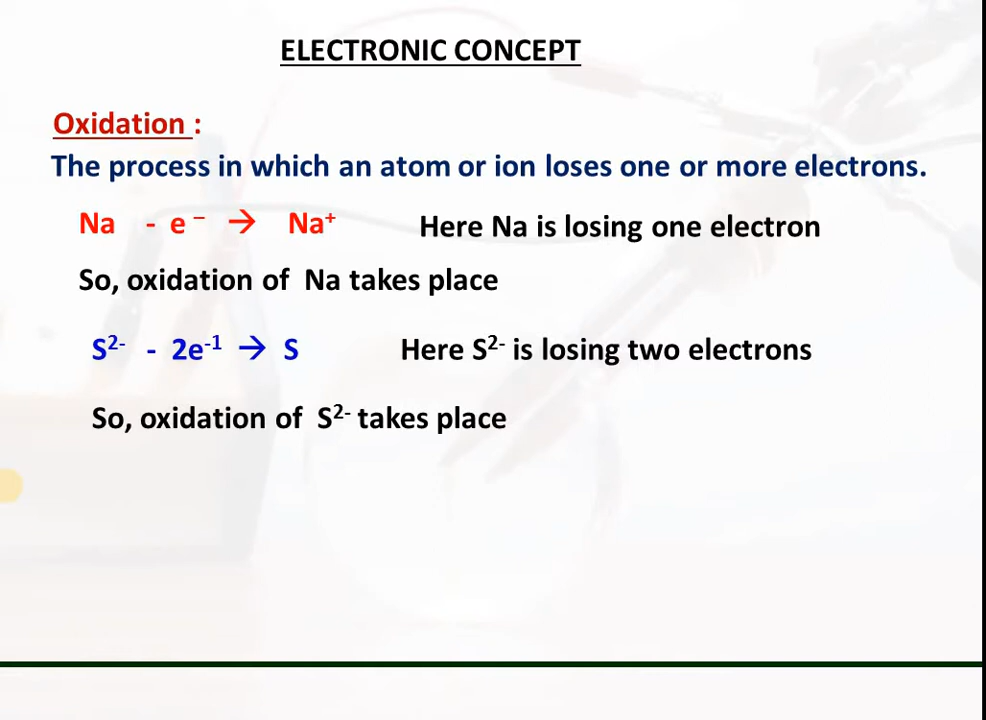 ELECTRONIC CONCEPT
Oxidation :
The process in which an atom or ion loses one or more electrons.
Na - e⁻ → Na⁺ Here Na is losing one electron
So, oxidation of Na takes place
S²⁻ - 2e⁻¹ → S Here S²⁻ is losing two electrons
So, oxidation of S²⁻ takes place